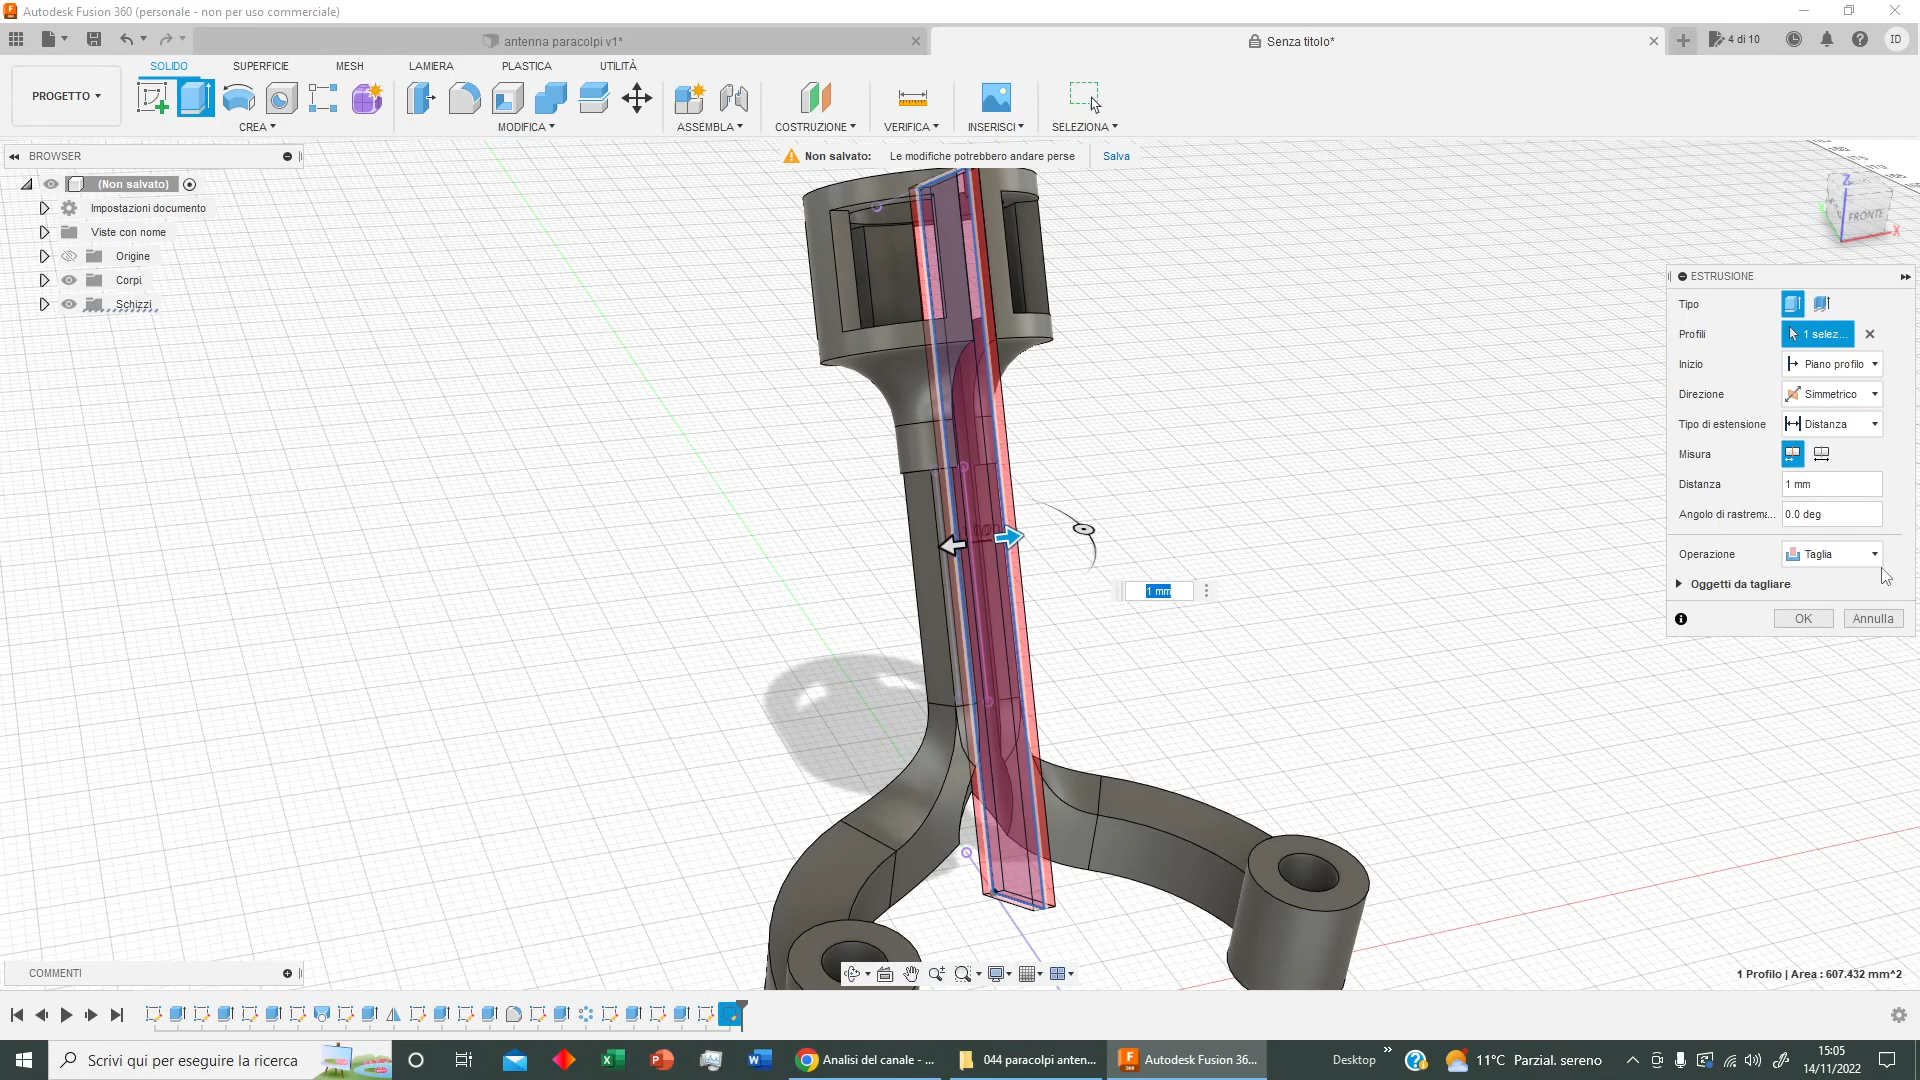 Autodesk Fusion 360 (personale - non per uso commerciale)
antenna paracolpi v1*
Senza titolo*
4 di 10
ID
PROGETTO
SOLIDO
SUPERFICIE
MESH
LAMIERA
PLASTICA
UTILITÀ
CREA
MODIFICA
ASSEMBLA
COSTRUZIONE
VERIFICA
INSERISCI
SELEZIONA
BROWSER
Non salvato: Le modifiche potrebbero andare perse Salva
(Non salvato)
Impostazioni documento
Viste con nome
Origine
Corpi
Schizzi
Z
FRONTE
X
ESTRUSIONE
Tipo
Profili 1 selez...
Inizio Piano profilo
Direzione Simmetrico
Tipo di estensione Distanza
Misura
Distanza 1 mm
Angolo di rastrema... 0.0 deg
Operazione Taglia
Oggetti da tagliare
OK Annulla
1 mm
COMMENTI
1 Profilo | Area : 607.432 mm^2
Scrivi qui per eseguire la ricerca
Analisi del canale - ...
044 paracolpi anten...
Autodesk Fusion 36...
Desktop
11°C Parzial. sereno
15:05
14/11/2022